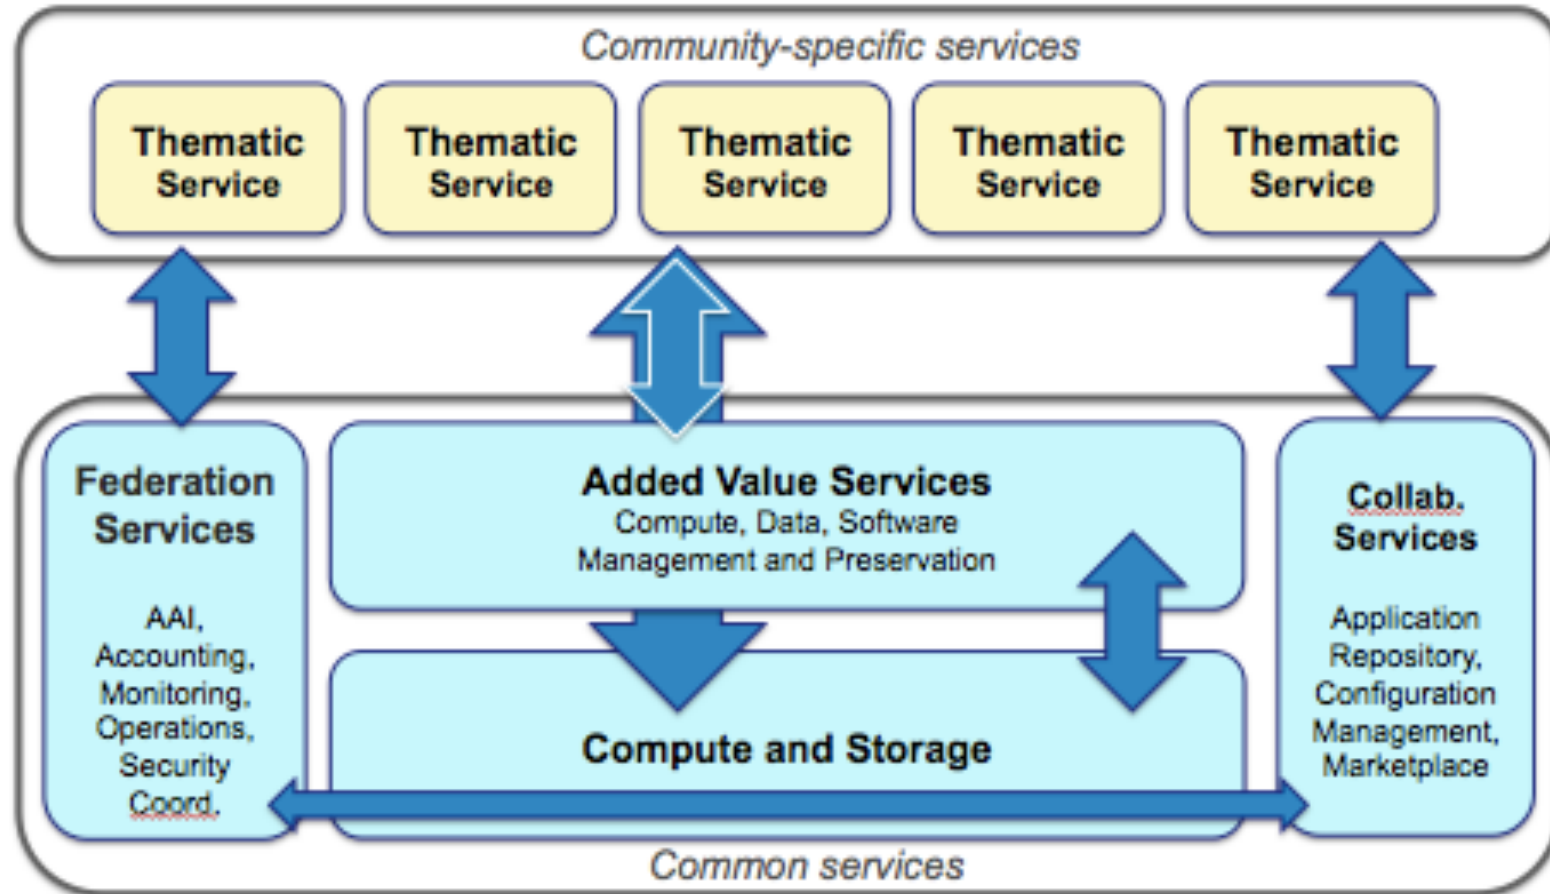 Community-specific services
Thematic
Service
Thematic
Service
Thematic
Service
Thematic
Service
Thematic
Service
Federation
Services
AAI,
Accounting,
Monitoring,
Operations,
Security
Coord.
Added Value Services
Compute, Data, Software
Management and Preservation
Compute and Storage
Collab.
Services
Application
Repository,
Configuration
Management,
Marketplace
Common services